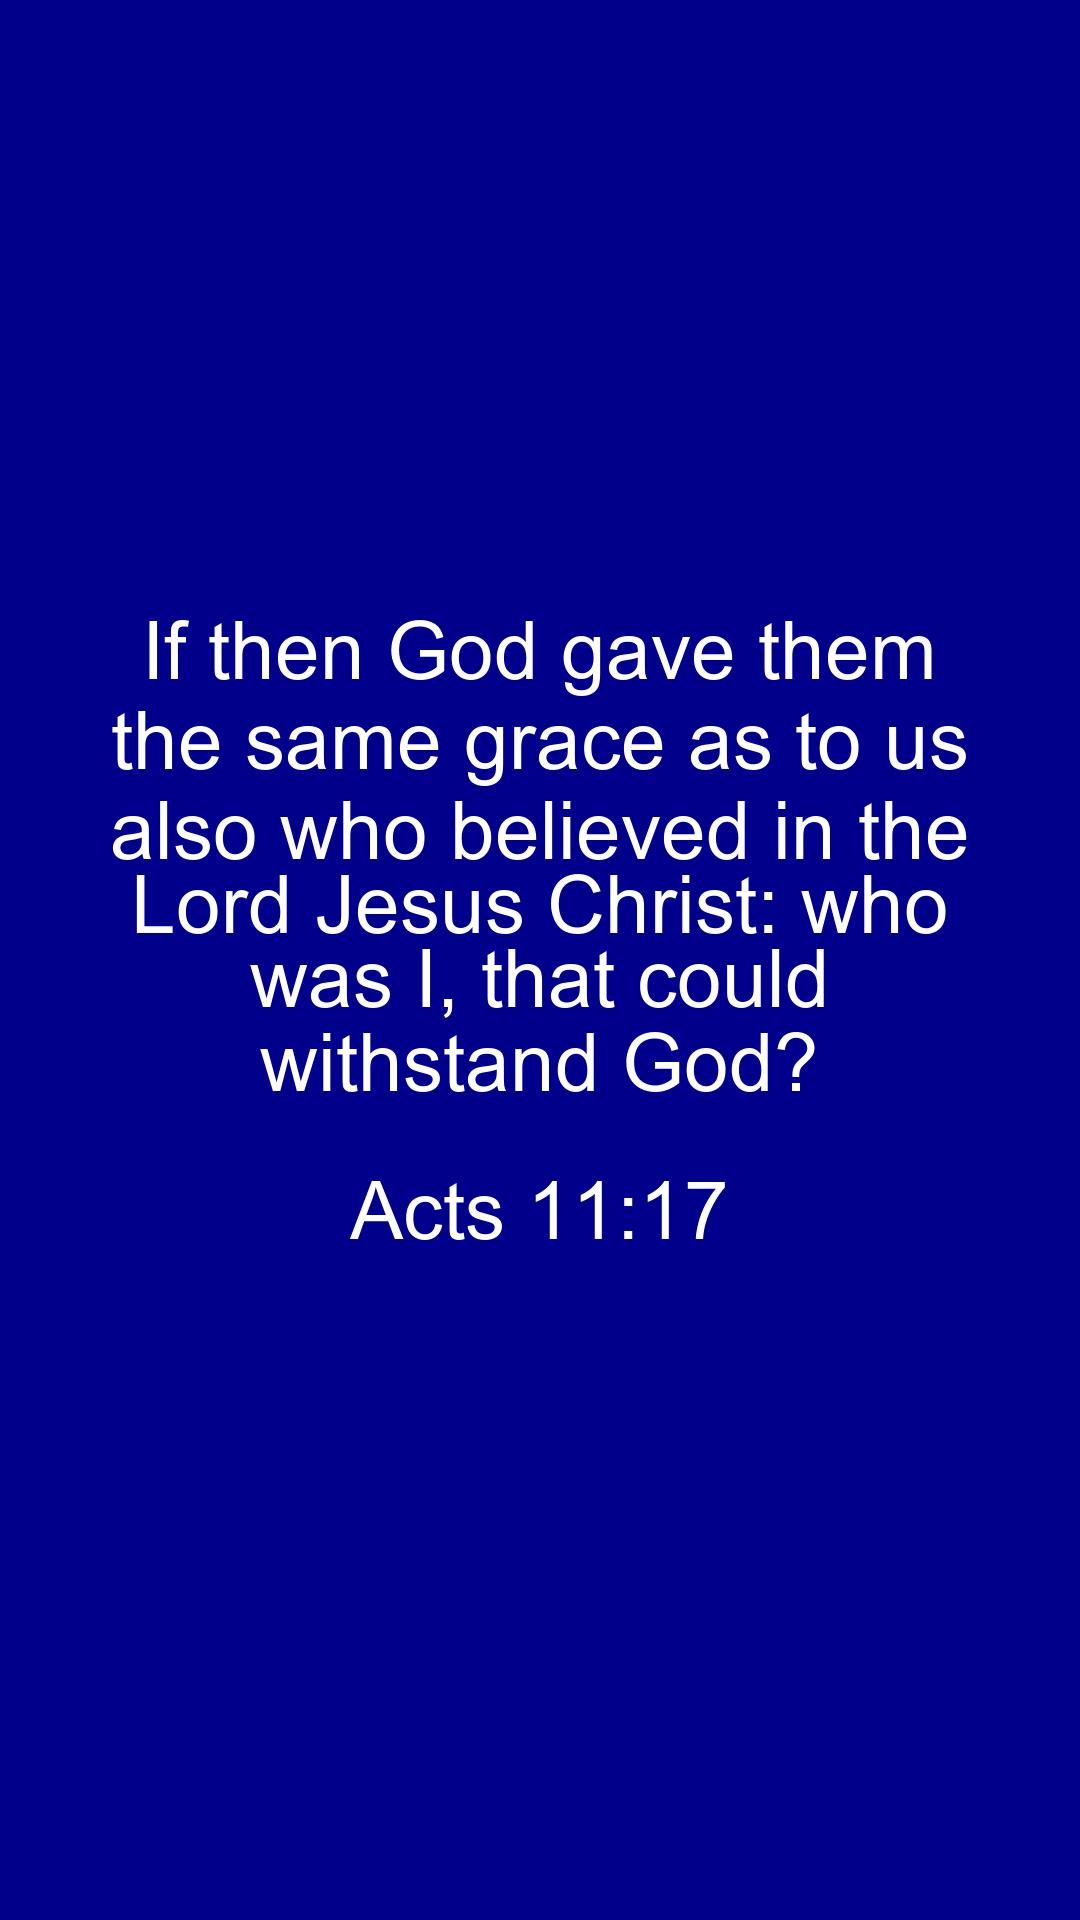 If then God gave them
the same grace as to us
also who believed in the
Lord Jesus Christ: who
was I, that could
withstand God?
Acts 11:17